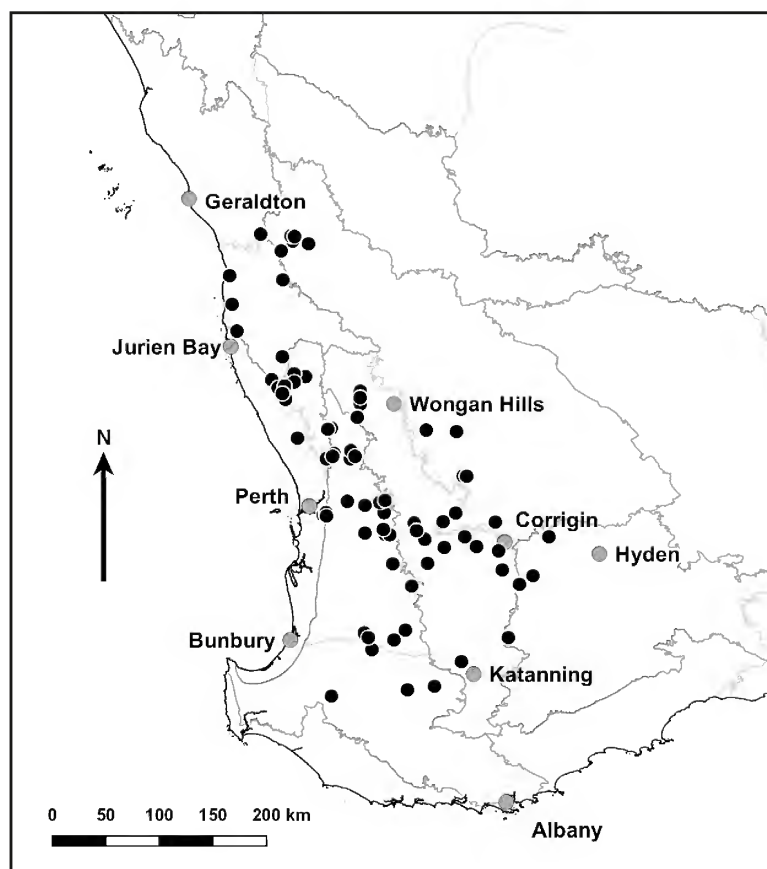 Geraldton
Jurien Bay
Wongan Hills
N
Perth
Corrigin
Hyden
Bunbury
Katanning
0 50 100 150 200 km
Albany